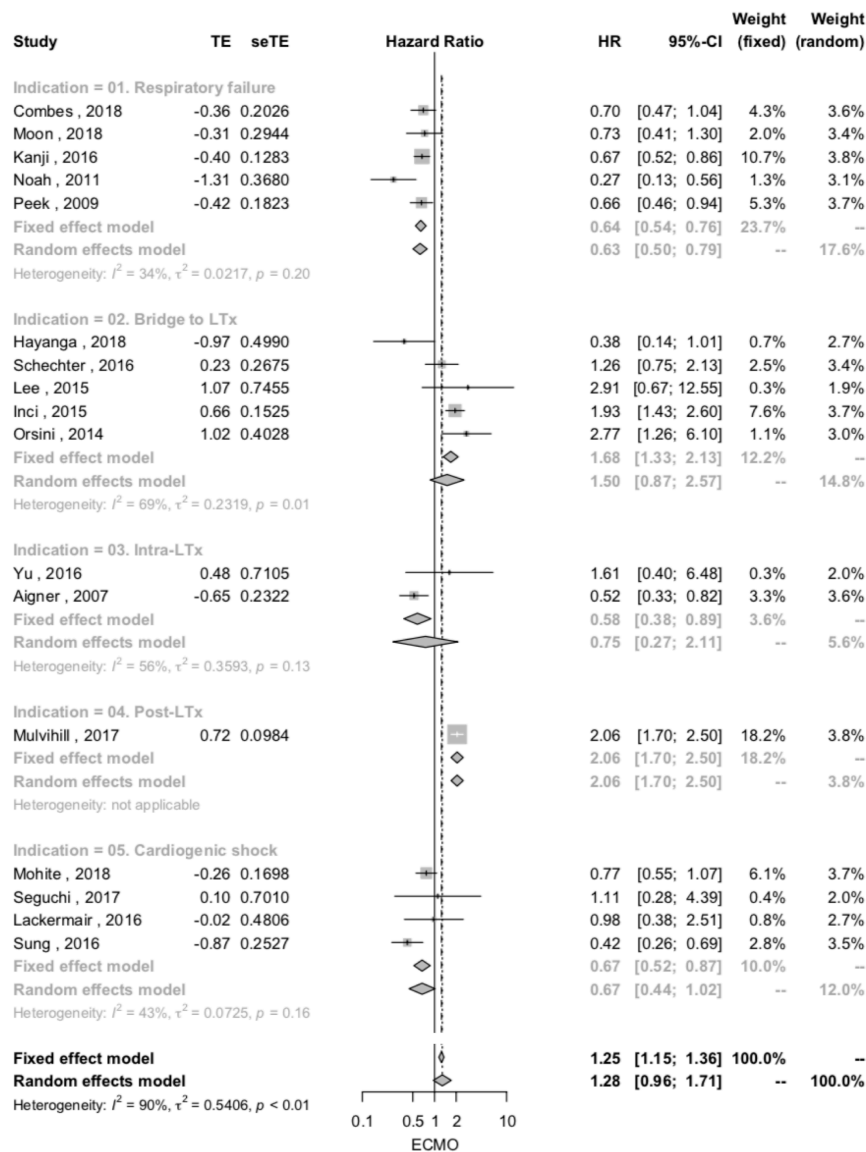 Weight Weight
Study TE seTE Hazard Ratio HR 95%-CI (fixed) (random)
Indication = 01. Respiratory failure
Combes , 2018 -0.36 0.2026 0.70 [0.47; 1.04] 4.3% 3.6%
Moon , 2018 -0.31 0.2944 0.73 [0.41; 1.30] 2.0% 3.4%
Kanji , 2016 -0.40 0.1283 0.67 [0.52; 0.86] 10.7% 3.8%
Noah , 2011 -1.31 0.3680 0.27 [0.13; 0.56] 1.3% 3.1%
Peek , 2009 -0.42 0.1823 0.66 [0.46; 0.94] 5.3% 3.7%
Fixed effect model 0.64 [0.54; 0.76] 23.7% --
Random effects model 0.63 [0.50; 0.79] -- 17.6%
Heterogeneity: I² = 34%, τ² = 0.0217, p = 0.20
Indication = 02. Bridge to LTx
Hayanga , 2018 -0.97 0.4990 0.38 [0.14; 1.01] 0.7% 2.7%
Schechter , 2016 0.23 0.2675 1.26 [0.75; 2.13] 2.5% 3.4%
Lee , 2015 1.07 0.7455 2.91 [0.67; 12.55] 0.3% 1.9%
Inci , 2015 0.66 0.1525 1.93 [1.43; 2.60] 7.6% 3.7%
Orsini , 2014 1.02 0.4028 2.77 [1.26; 6.10] 1.1% 3.0%
Fixed effect model 1.68 [1.33; 2.13] 12.2% --
Random effects model 1.50 [0.87; 2.57] -- 14.8%
Heterogeneity: I² = 69%, τ² = 0.2319, p = 0.01
Indication = 03. Intra-LTx
Yu , 2016 0.48 0.7105 1.61 [0.40; 6.48] 0.3% 2.0%
Aigner , 2007 -0.65 0.2322 0.52 [0.33; 0.82] 3.3% 3.6%
Fixed effect model 0.58 [0.38; 0.89] 3.6% --
Random effects model 0.75 [0.27; 2.11] -- 5.6%
Heterogeneity: I² = 56%, τ² = 0.3593, p = 0.13
Indication = 04. Post-LTx
Mulvihill , 2017 0.72 0.0984 2.06 [1.70; 2.50] 18.2% 3.8%
Fixed effect model 2.06 [1.70; 2.50] 18.2% --
Random effects model 2.06 [1.70; 2.50] -- 3.8%
Heterogeneity: not applicable
Indication = 05. Cardiogenic shock
Mohite , 2018 -0.26 0.1698 0.77 [0.55; 1.07] 6.1% 3.7%
Seguchi , 2017 0.10 0.7010 1.11 [0.28; 4.39] 0.4% 2.0%
Lackermair , 2016 -0.02 0.4806 0.98 [0.38; 2.51] 0.8% 2.7%
Sung , 2016 -0.87 0.2527 0.42 [0.26; 0.69] 2.8% 3.5%
Fixed effect model 0.67 [0.52; 0.87] 10.0% --
Random effects model 0.67 [0.44; 1.02] -- 12.0%
Heterogeneity: I² = 43%, τ² = 0.0725, p = 0.16
Fixed effect model 1.25 [1.15; 1.36] 100.0% --
Random effects model 1.28 [0.96; 1.71] -- 100.0%
Heterogeneity: I² = 90%, τ² = 0.5406, p < 0.01
0.1 0.5 1 2 10
ECMO